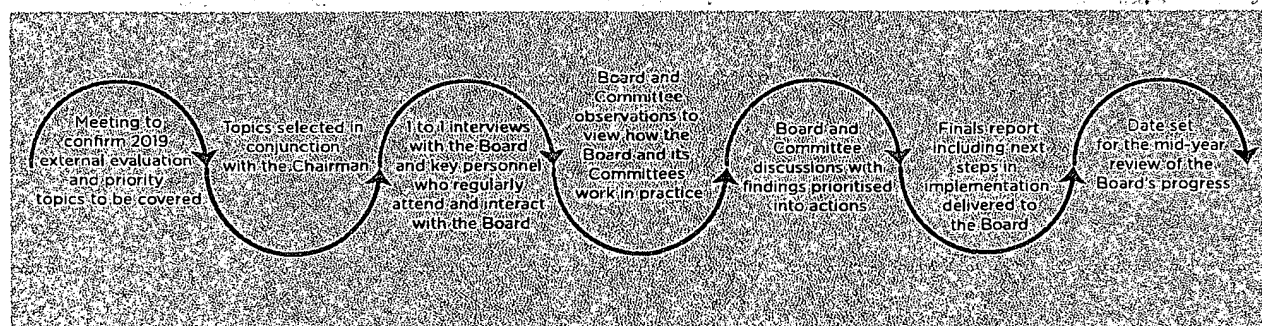 Meeting to
confirm 2019
external evaluation
and priority
topics to be covered
Topics selected in
conjunction
with the Chairman
1 to 1 interviews
with the Board
and key personnel
who regularly
attend and interact
with the Board
Board and
Committee
observations to
view how the
Board and its
Committees
work in practice
Board and
Committee
discussions with
findings prioritised
into actions
Finals report
including next
steps in
implementation
delivered to
the Board
Date set
for the mid-year
review of the
Board's progress